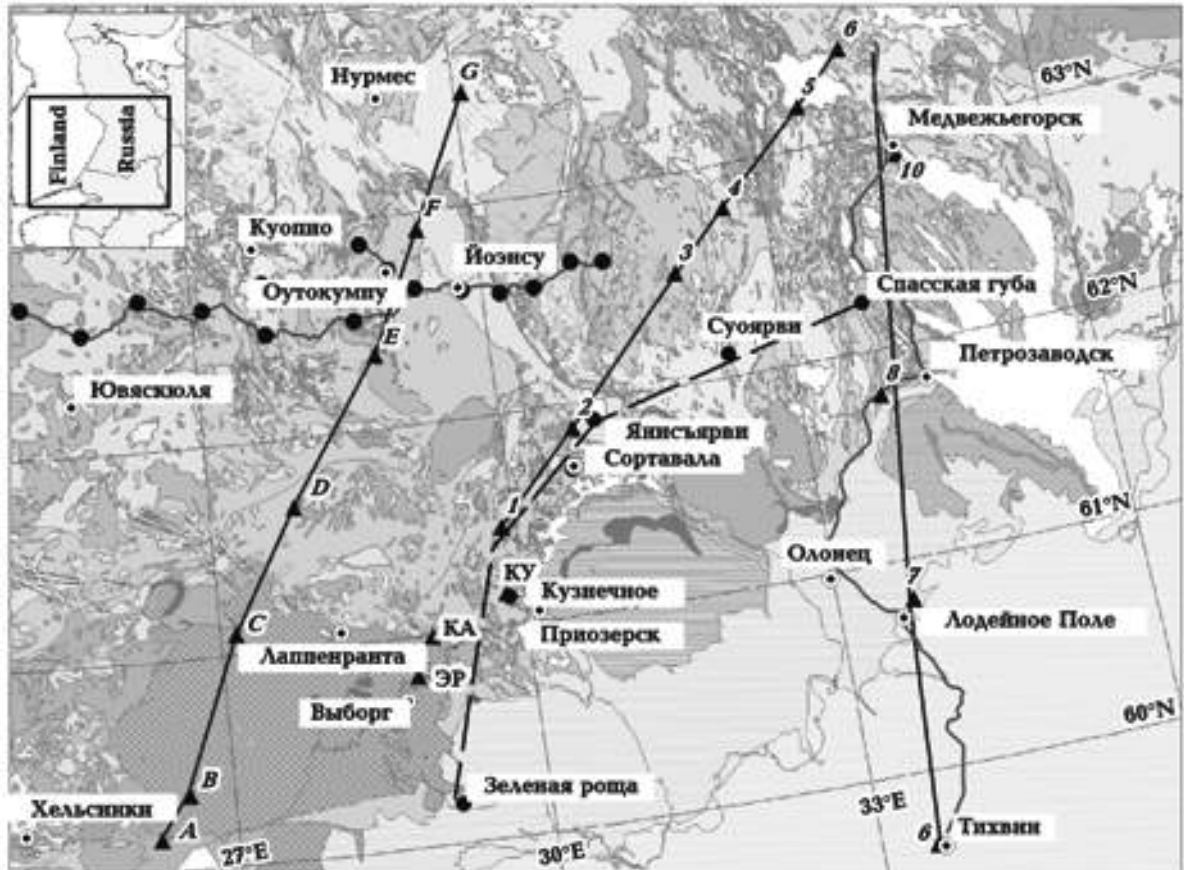 Finland
Russia
Нурмес
G
6
5
63°N
Медвежьегорск
10
4
F
Куопио
Йоэнсу
3
Оутокумпу
62°N
Спасская губа
E
Суоярви
Ювяскюля
Петрозаводск
8
2
Янисъярви
Сортавала
D
1
61°N
Олонец
КУ
Кузнечное
7
Приозерск
Лодейное Поле
C
КА
Лаппенранта
ЭР
Выборг
60°N
B
Зеленая роща
Хельсинки
A
33°E
6
Тихвин
27°E
30°E